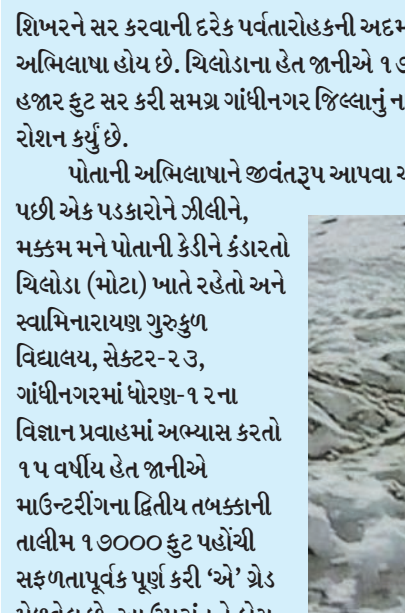 શિખરને સર કરવાની દરેક પર્વતારોહકની
અભિલાષા હોય છે. ચિલોડાના હેત જાનીએ ૧૭
હજાર ફુટ સર કરી સમગ્ર ગાંધીનગર જિલ્લાનું
રોશન કર્યું છે.
પોતાની અભિલાષાને જીવંતરૂપ આપવા
પછી એક પડકારોને ઝીલીને,
મક્કમ મને પોતાની કેડીને કંડારતો
ચિલોડા (મોટા) ખાતે રહેતો અને
સ્વામિનારાયણ ગુરુકુળ
વિદ્યાલય, સેક્ટર-૨૩,
ગાંધીનગરમાં ધોરણ-૧૨ના
વિજ્ઞાન પ્રવાહમાં અભ્યાસ કરતો
૧૫ વર્ષીય હેત જાનીએ
માઉન્ટરીંગના દ્વિતીય તબક્કાની
તાલીમ ૧૭૦૦૦ ફુટ પહોંચી
સફળતાપૂર્વક પૂર્ણ કરી ‘એ’ ગ્રેડ